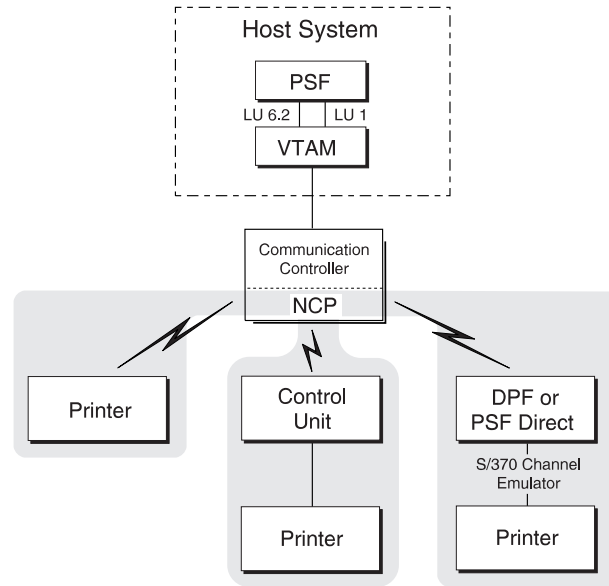 Host System
PSF
LU 6.2
LU 1
VTAM
Communication
Controller
NCP
Printer
Control
Unit
DPF or
PSF Direct
S/370 Channel
Emulator
Printer
Printer